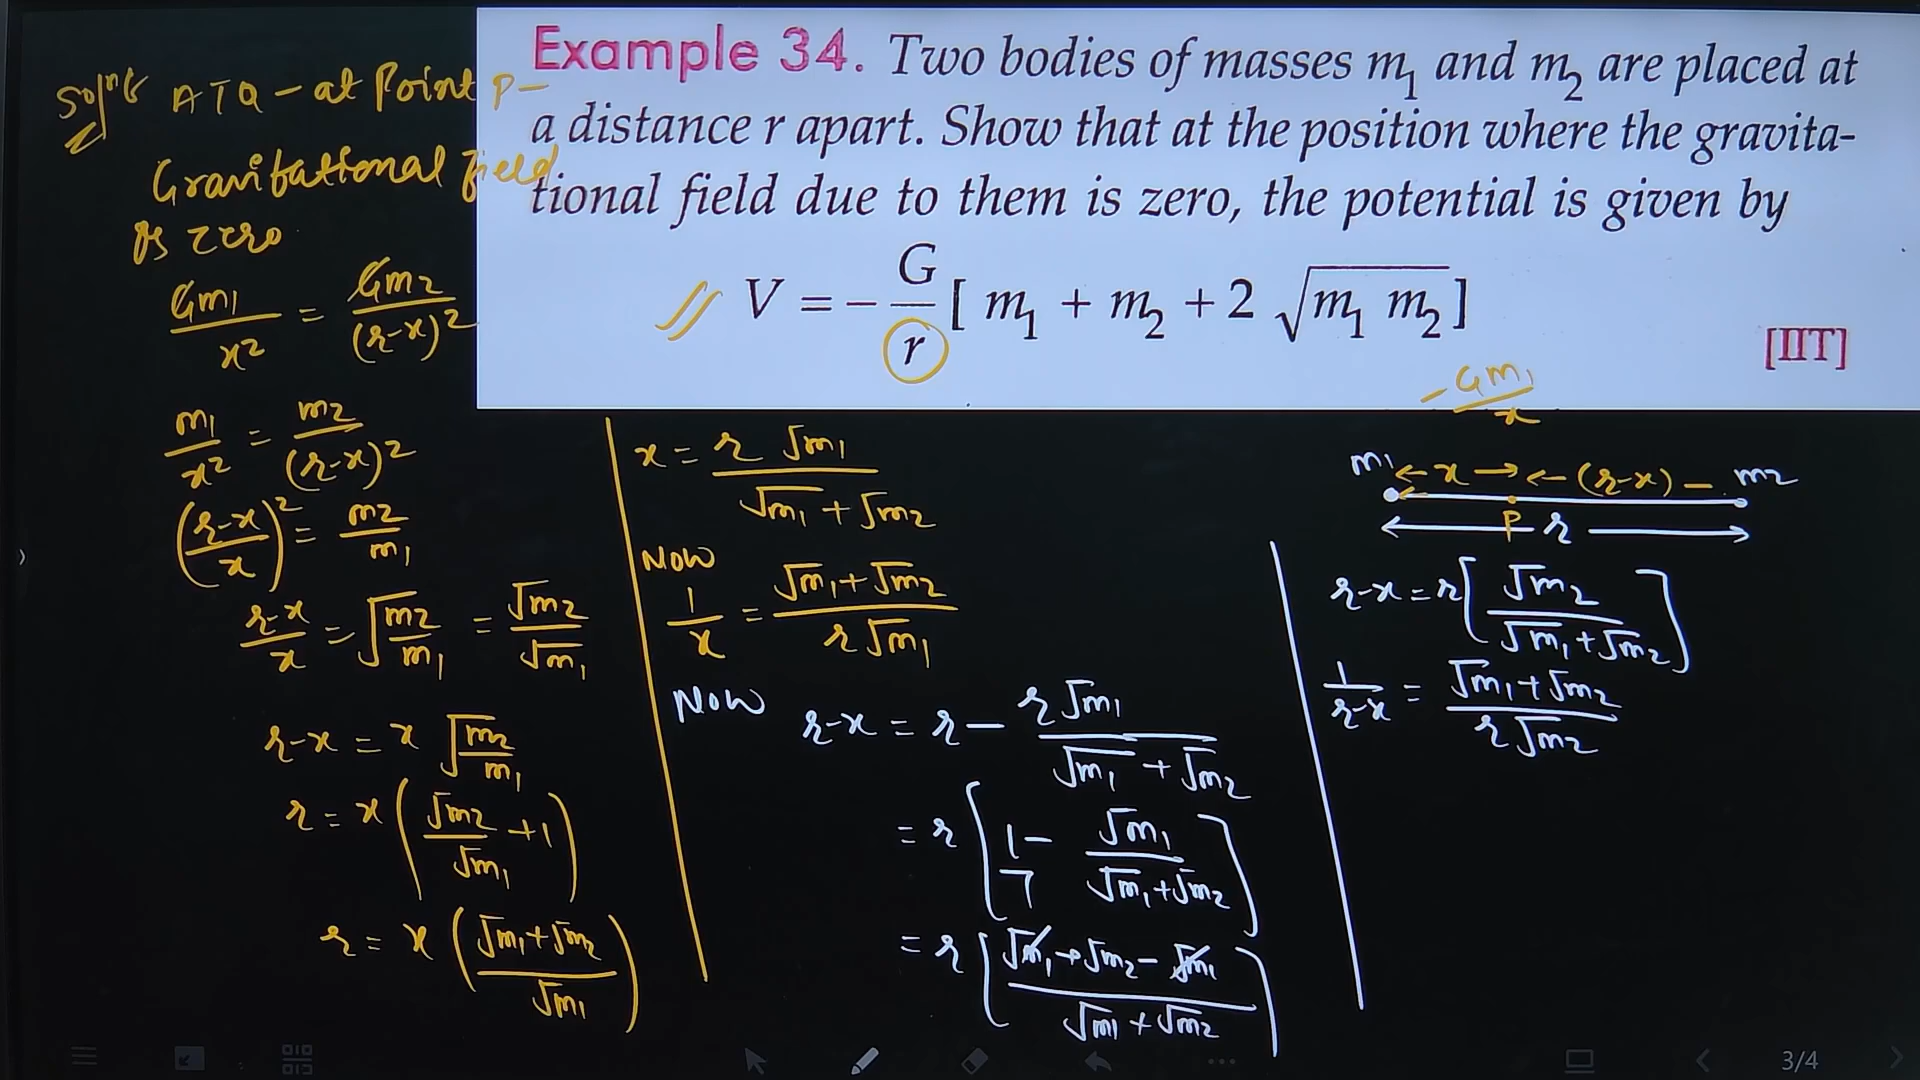 Example 34. Two bodies of masses m₁ and m₂ are placed at
a distance r apart. Show that at the position where the gravita-
tional field due to them is zero, the potential is given by
V = - G/r [ m₁ + m₂ + 2 √(m₁ m₂) ]
[IIT]
Sol^n:- ATQ - at Point P-
Gravitational Field
is zero
Gm₁/x² = Gm₂/(r-x)²
m₁/x² = m₂/(r-x)²
((r-x)/x)² = m₂/m₁
(r-x)/x = √(m₂/m₁) = √m₂/√m₁
r-x = x √(m₂/m₁)
r = x (√m₂/√m₁ + 1)
r = x ((√m₁+√m₂)/√m₁)
x = r √m₁/(√m₁ + √m₂)
Now
1/x = (√m₁+√m₂)/(r √m₁)
Now r-x = r - r√m₁/(√m₁ + √m₂)
= r [1/1 - √m₁/(√m₁+√m₂)]
= r [(√m₁+√m₂-√m₁)/(√m₁+√m₂)]
-Gm₁/x
m₁ ← x → ← (r-x) - m₂
P r
r-x = r [√m₂/(√m₁+√m₂)]
1/(r-x) = (√m₁+√m₂)/(r √m₂)
3/4